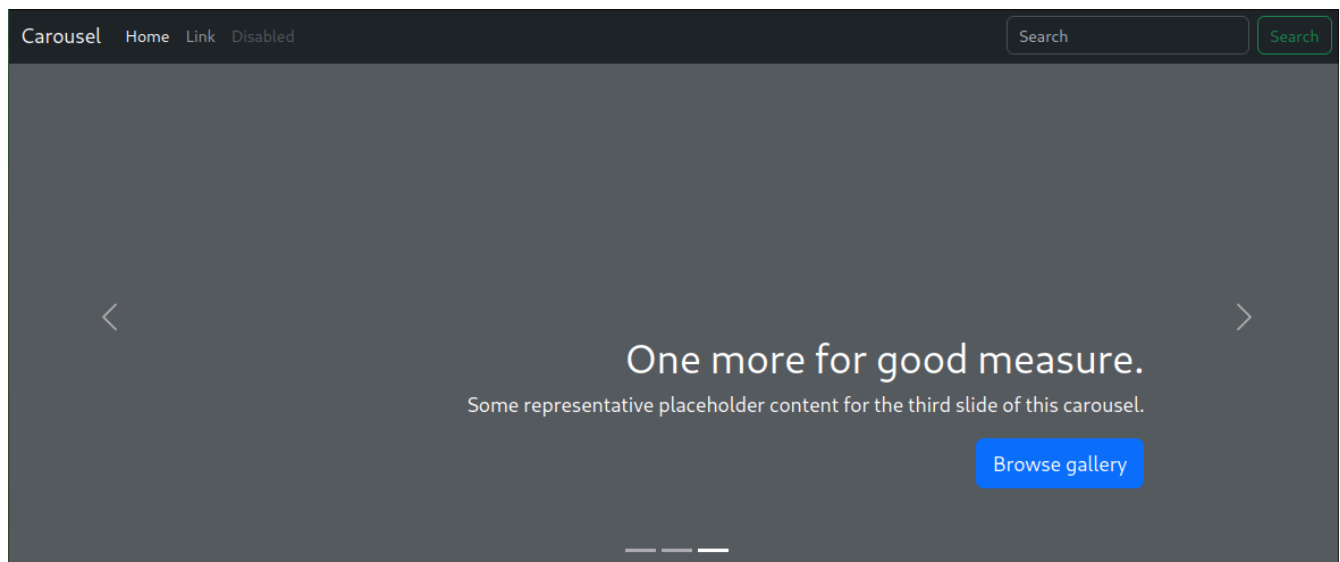 Carousel Home Link Disabled Search Search
One more for good measure.
Some representative placeholder content for the third slide of this carousel.
Browse gallery